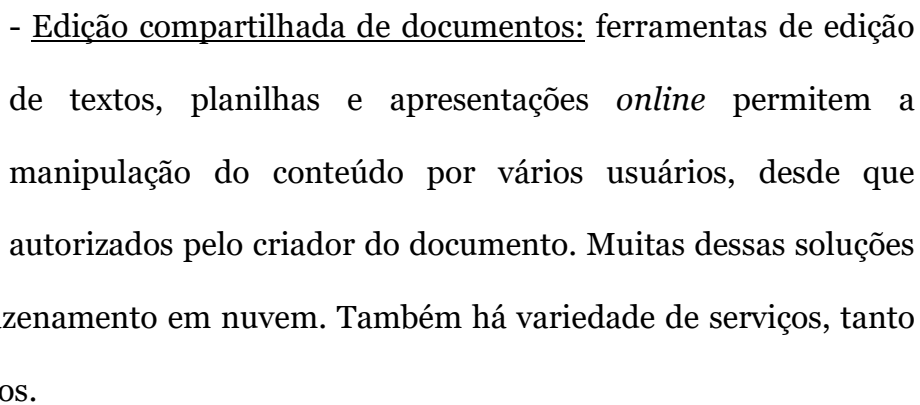 - Edição compartilhada de documentos: ferramentas de edição
de textos, planilhas e apresentações online permitem a
manipulação do conteúdo por vários usuários, desde que
autorizados pelo criador do documento. Muitas dessas soluções
zenamento em nuvem. Também há variedade de serviços, tanto
os.